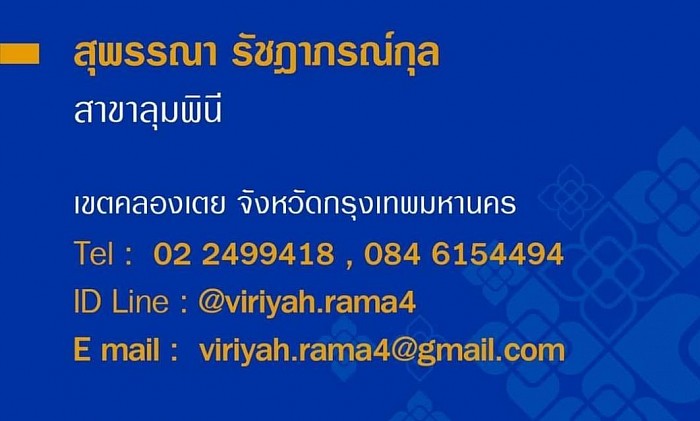 สุพรรณา รัชฎาภรณ์กุล
สาขาลุมพินี
เขตคลองเตย จังหวัดกรุงเทพมหานคร
Tel : 02 2499418 , 084 6154494
ID Line : @viriyah.rama4
E mail : viriyah.rama4@gmail.com